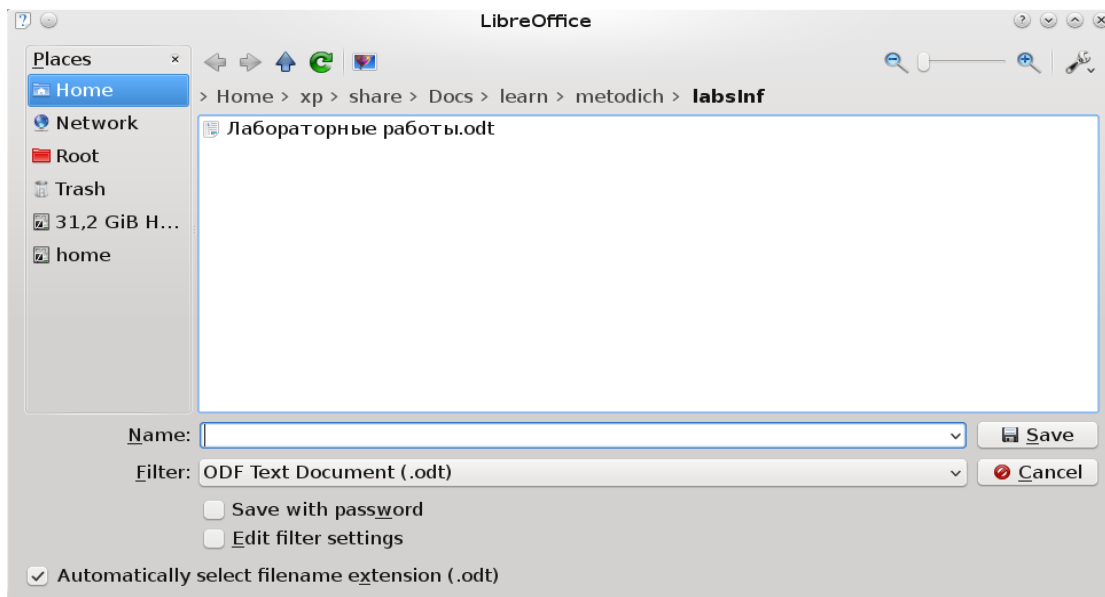 LibreOffice
Places
Home
Network
Root
Trash
31,2 GiB H...
home
> Home > xp > share > Docs > learn > metodich > labsInf
Лабораторные работы.odt
Name:
Save
Filter: ODF Text Document (.odt)
Cancel
Save with password
Edit filter settings
Automatically select filename extension (.odt)